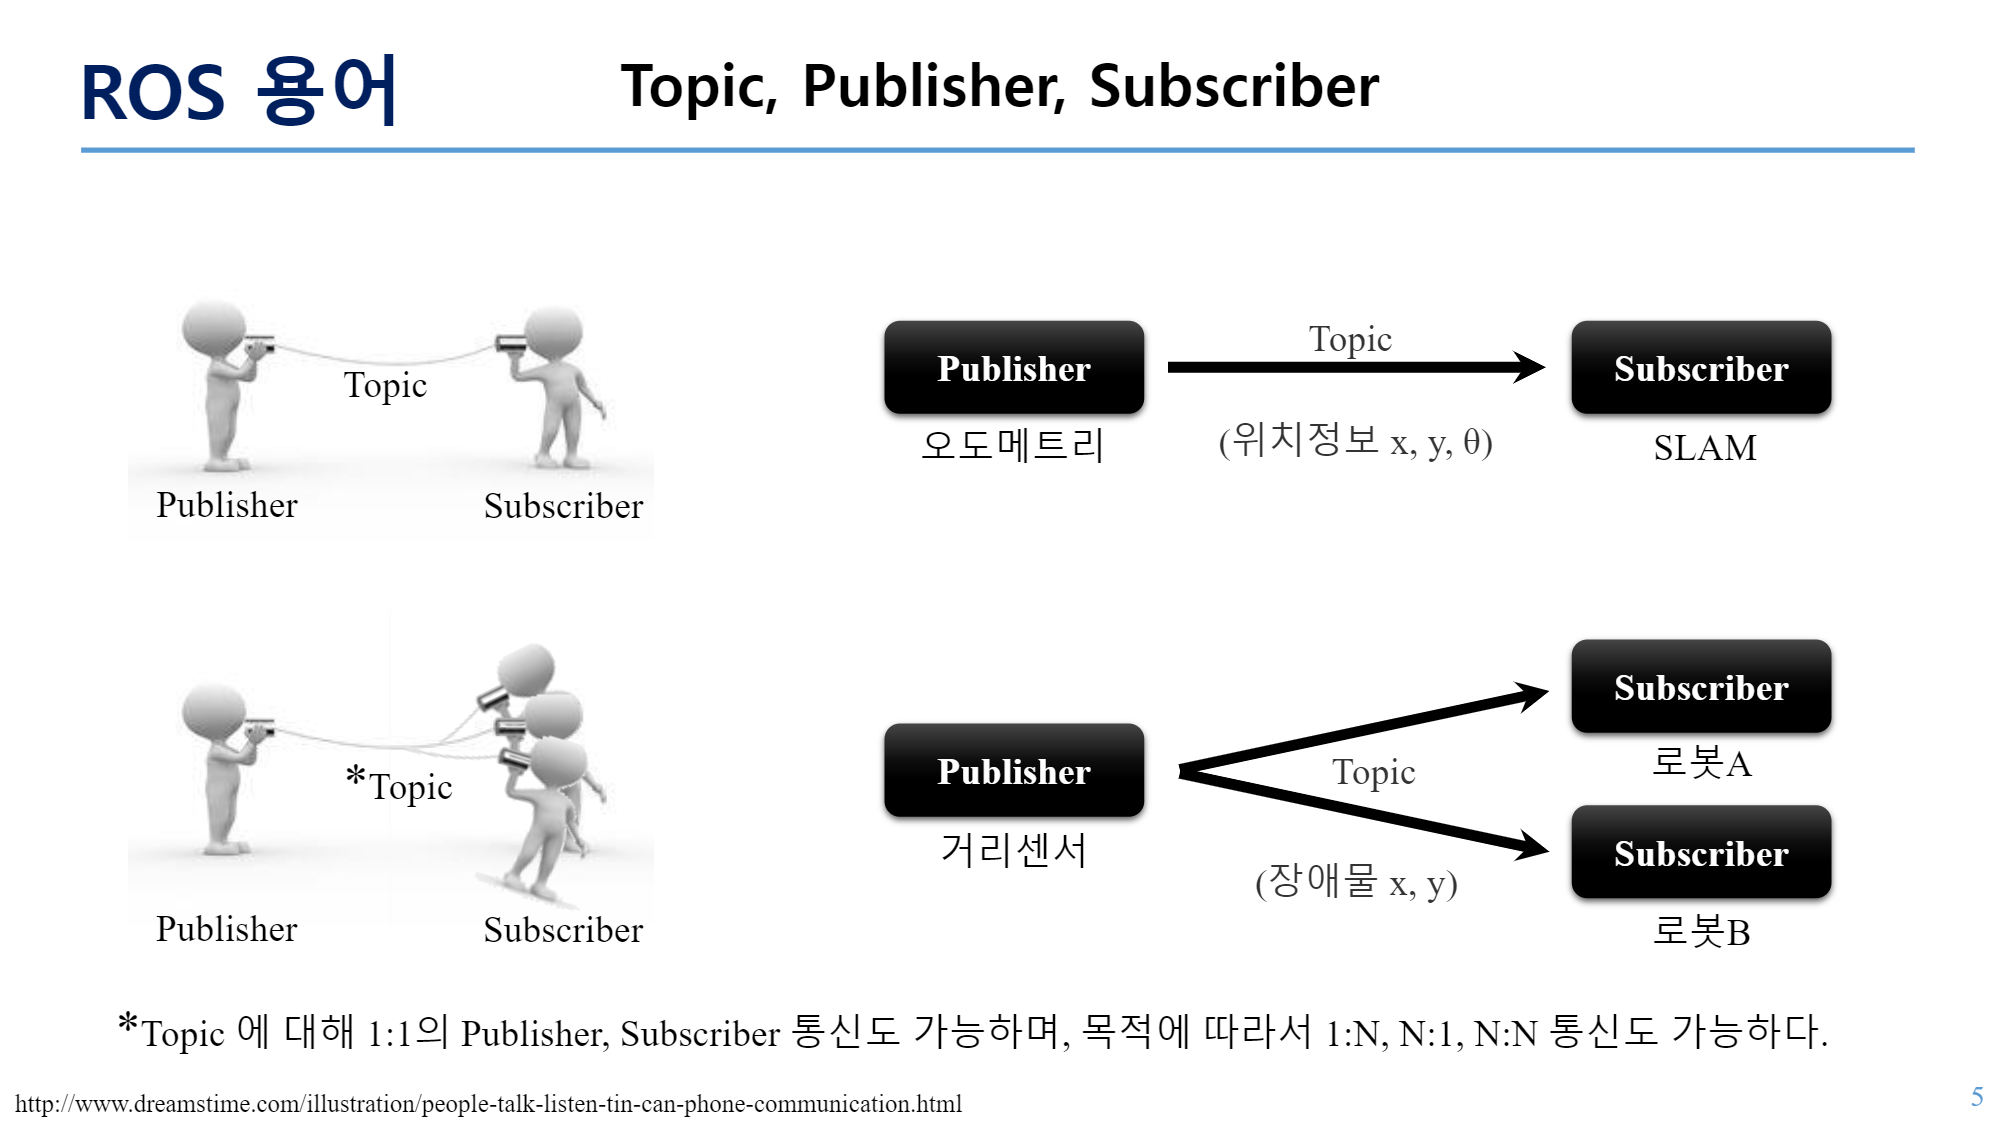 ROS 용어
Topic, Publisher, Subscriber
Topic
Publisher
Subscriber
Publisher
오도메트리
Topic
(위치정보 x, y, θ)
Subscriber
SLAM
*Topic
Publisher
Subscriber
Publisher
거리센서
Topic
(장애물 x, y)
Subscriber
로봇A
Subscriber
로봇B
*Topic 에 대해 1:1의 Publisher, Subscriber 통신도 가능하며, 목적에 따라서 1:N, N:1, N:N 통신도 가능하다.
http://www.dreamstime.com/illustration/people-talk-listen-tin-can-phone-communication.html
5